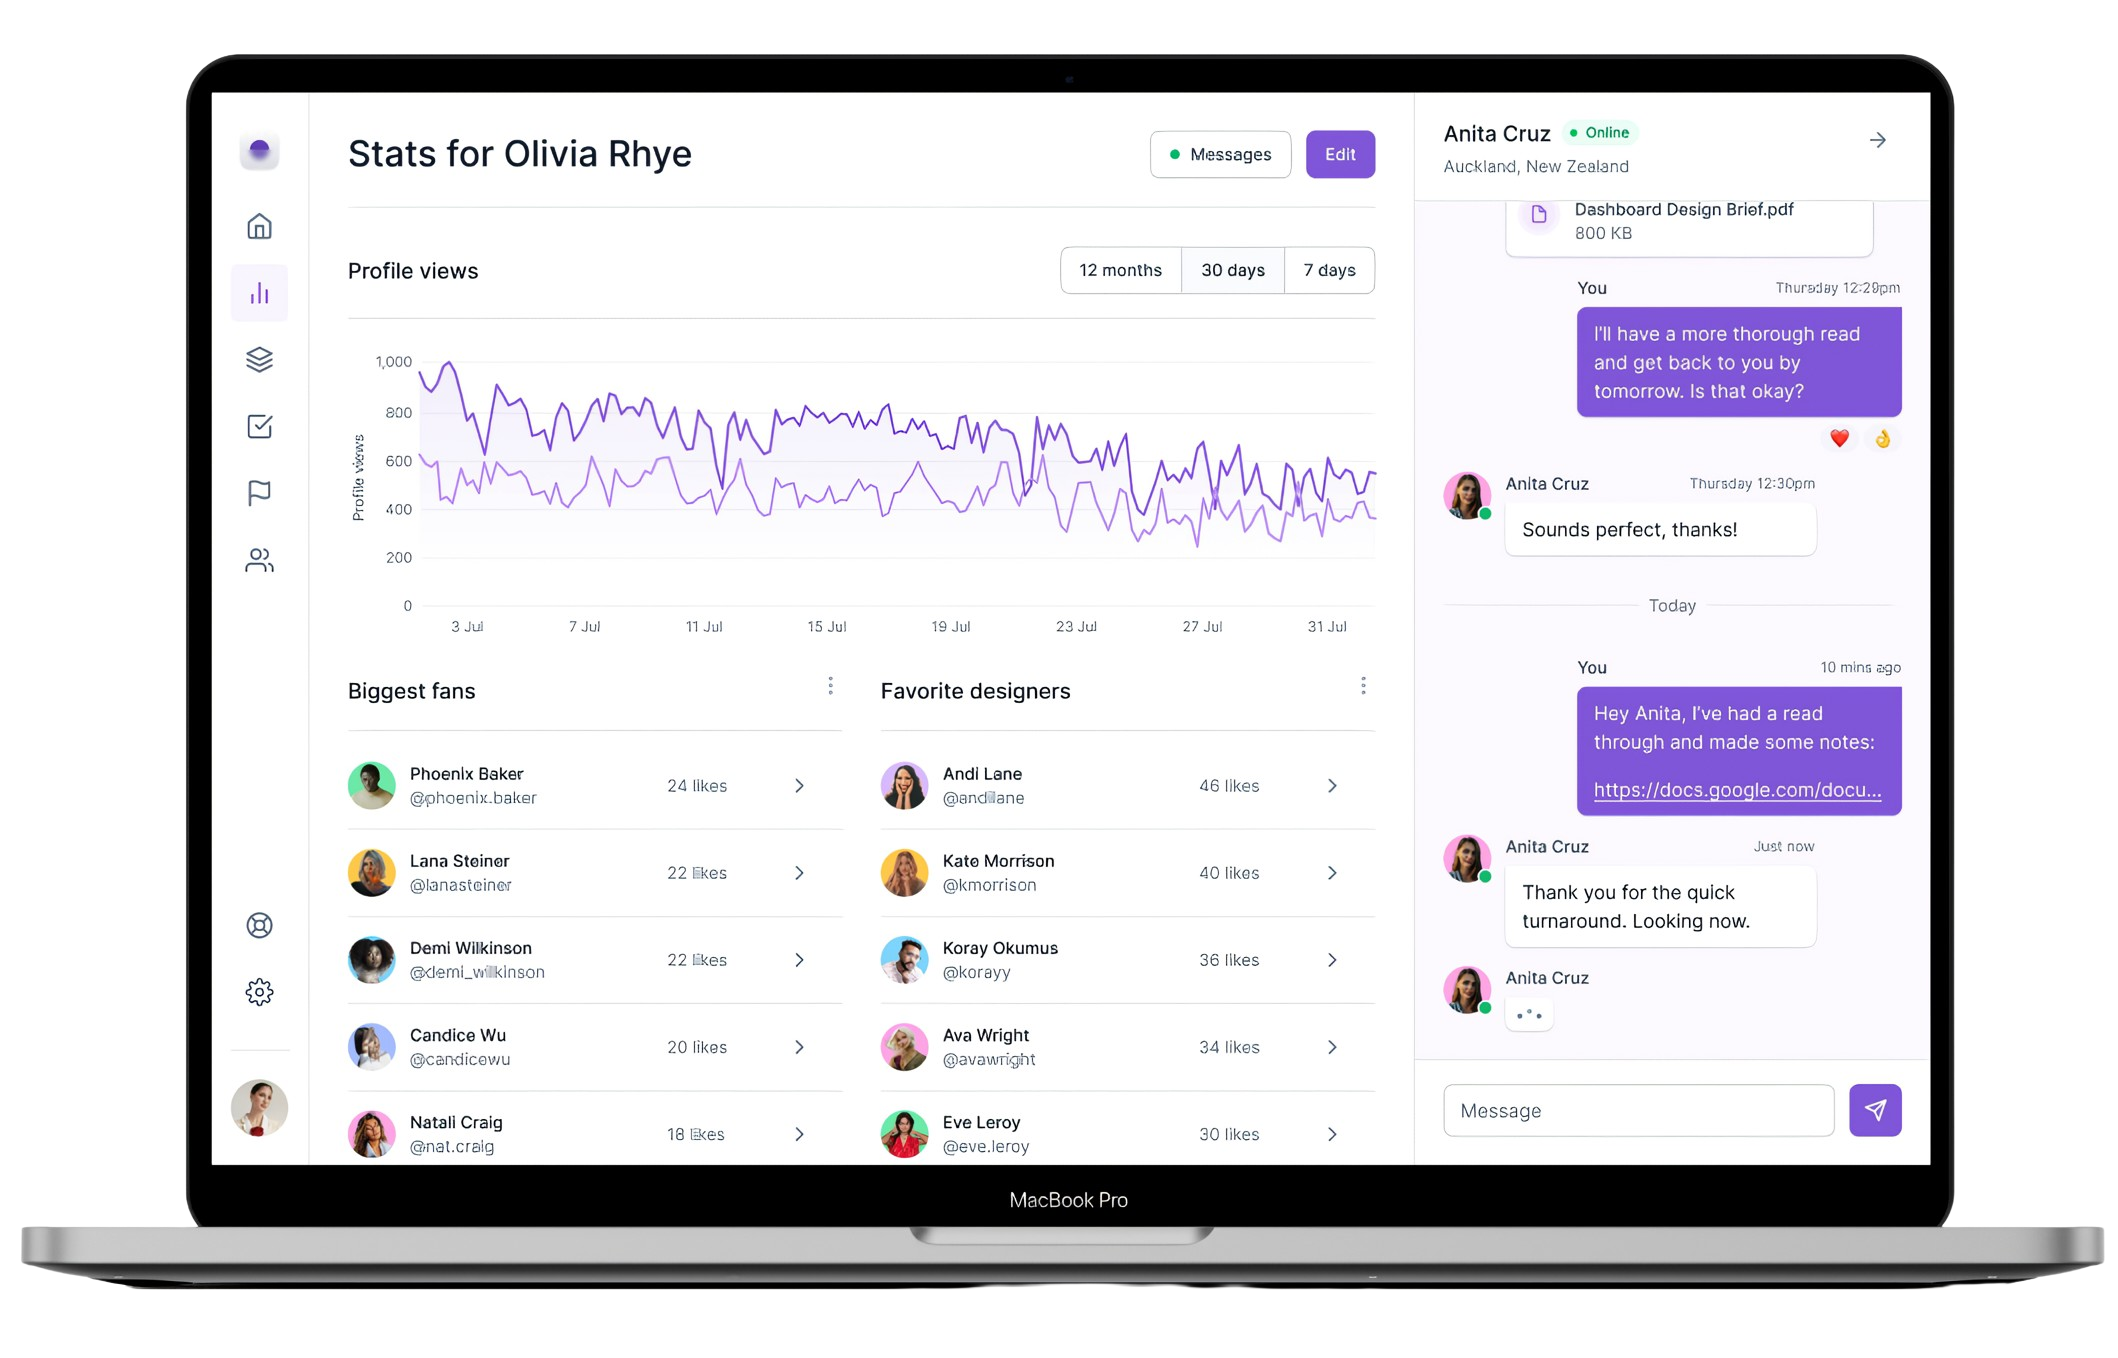 Stats for Olivia Rhye
Messages
Edit
Profile views
12 months
30 days
7 days
Profile views
1,000
800
600
400
200
0
3 Jul
7 Jul
11 Jul
15 Jul
19 Jul
23 Jul
27 Jul
31 Jul
Biggest fans
Phoenix Baker
@phoenix.baker
24 likes
Lana Steiner
@lanasteiner
22 likes
Demi Wilkinson
@demi_wilkinson
22 likes
Candice Wu
@candicewu
20 likes
Natali Craig
@nat.craig
18 likes
Favorite designers
Andi Lane
@andilane
46 likes
Kate Morrison
@kmorrison
40 likes
Koray Okumus
@korayy
36 likes
Ava Wright
@avawright
34 likes
Eve Leroy
@eve.leroy
30 likes
Anita Cruz
Online
Auckland, New Zealand
Dashboard Design Brief.pdf
800 KB
You
Thursday 12:29pm
I'll have a more thorough read
and get back to you by
tomorrow. Is that okay?
Anita Cruz
Thursday 12:30pm
Sounds perfect, thanks!
Today
You
10 mins ago
Hey Anita, I've had a read
through and made some notes:
https://docs.google.com/docu...
Anita Cruz
Just now
Thank you for the quick
turnaround. Looking now.
Anita Cruz
Message
MacBook Pro